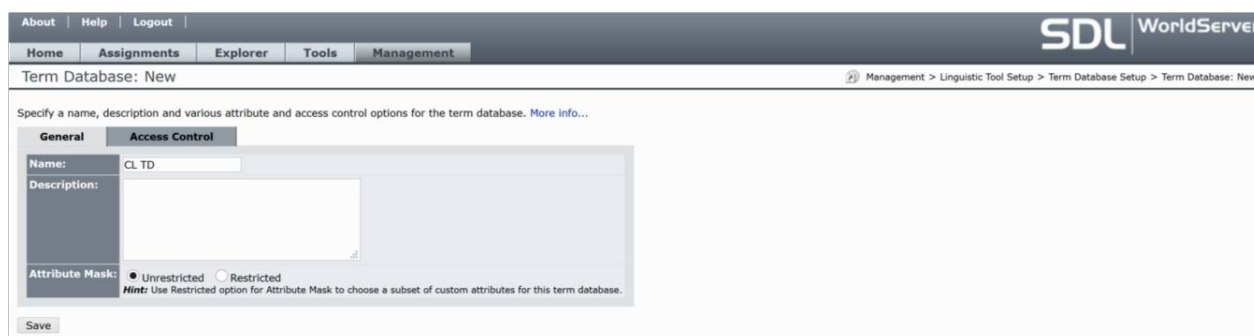 About | Help | Logout |
SDL WorldServer
Home Assignments Explorer Tools Management
Term Database: New
Management > Linguistic Tool Setup > Term Database Setup > Term Database: New
Specify a name, description and various attribute and access control options for the term database. More info...
General Access Control
Name: CL TD
Description:
Attribute Mask: Unrestricted Restricted
Hint: Use Restricted option for Attribute Mask to choose a subset of custom attributes for this term database.
Save